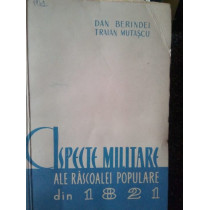 DAN BERINDEI
TRAIAN MUTAȘCU
ASPECTE MILITARE
ALE RĂSCOALEI POPULARE
din 1821